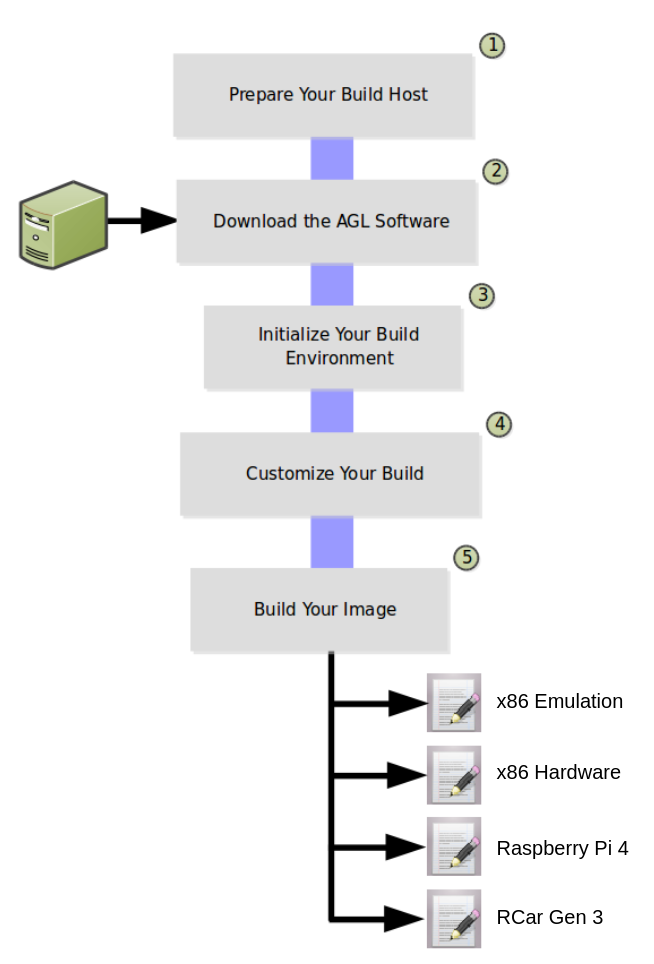 1
Prepare Your Build Host
2
Download the AGL Software
3
Initialize Your Build
Environment
4
Customize Your Build
5
Build Your Image
x86 Emulation
x86 Hardware
Raspberry Pi 4
RCar Gen 3